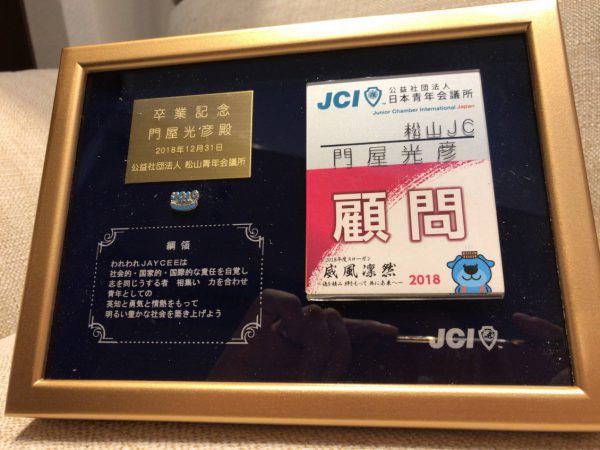 卒業記念
門屋光彦殿
2018年12月31日
公益社団法人 松山青年会議所
綱領
われわれJAYCEEは
社会的・国家的・国際的な責任を自覚し
志を同じうする者 相集い 力を合わせ
青年としての
英知と勇気と情熱をもって
明るい豊かな社会を築き上げよう
JCI 公益社団法人
日本青年会議所
Junior Chamber International Japan
松山JC
門屋光彦
顧問
2018年度スローガン
威風凛然
2018
JCI